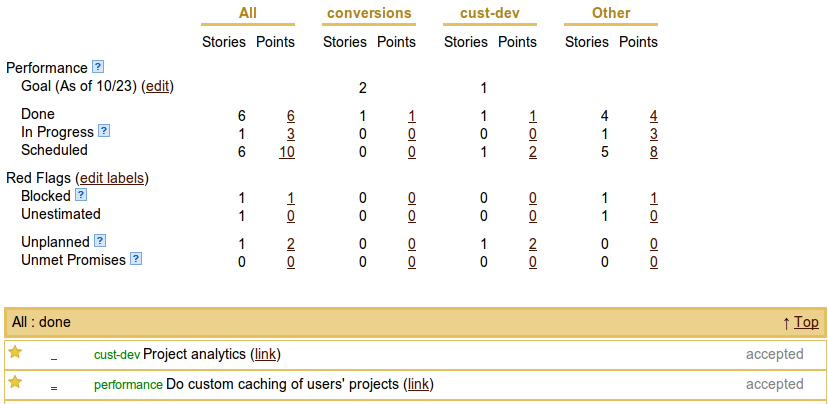 All conversions cust-dev Other
Stories Points Stories Points Stories Points Stories Points
Performance ?
Goal (As of 10/23) (edit) 2 1
Done 6 6 1 1 1 1 4 4
In Progress ? 1 3 0 0 0 0 1 3
Scheduled 6 10 0 0 1 2 5 8
Red Flags (edit labels)
Blocked ? 1 1 0 0 0 0 1 1
Unestimated 1 0 0 0 0 0 1 0
Unplanned ? 1 2 0 0 1 2 0 0
Unmet Promises ? 0 0 0 0 0 0 0 0
All : done ↑ Top
cust-dev Project analytics (link) accepted
performance Do custom caching of users' projects (link) accepted